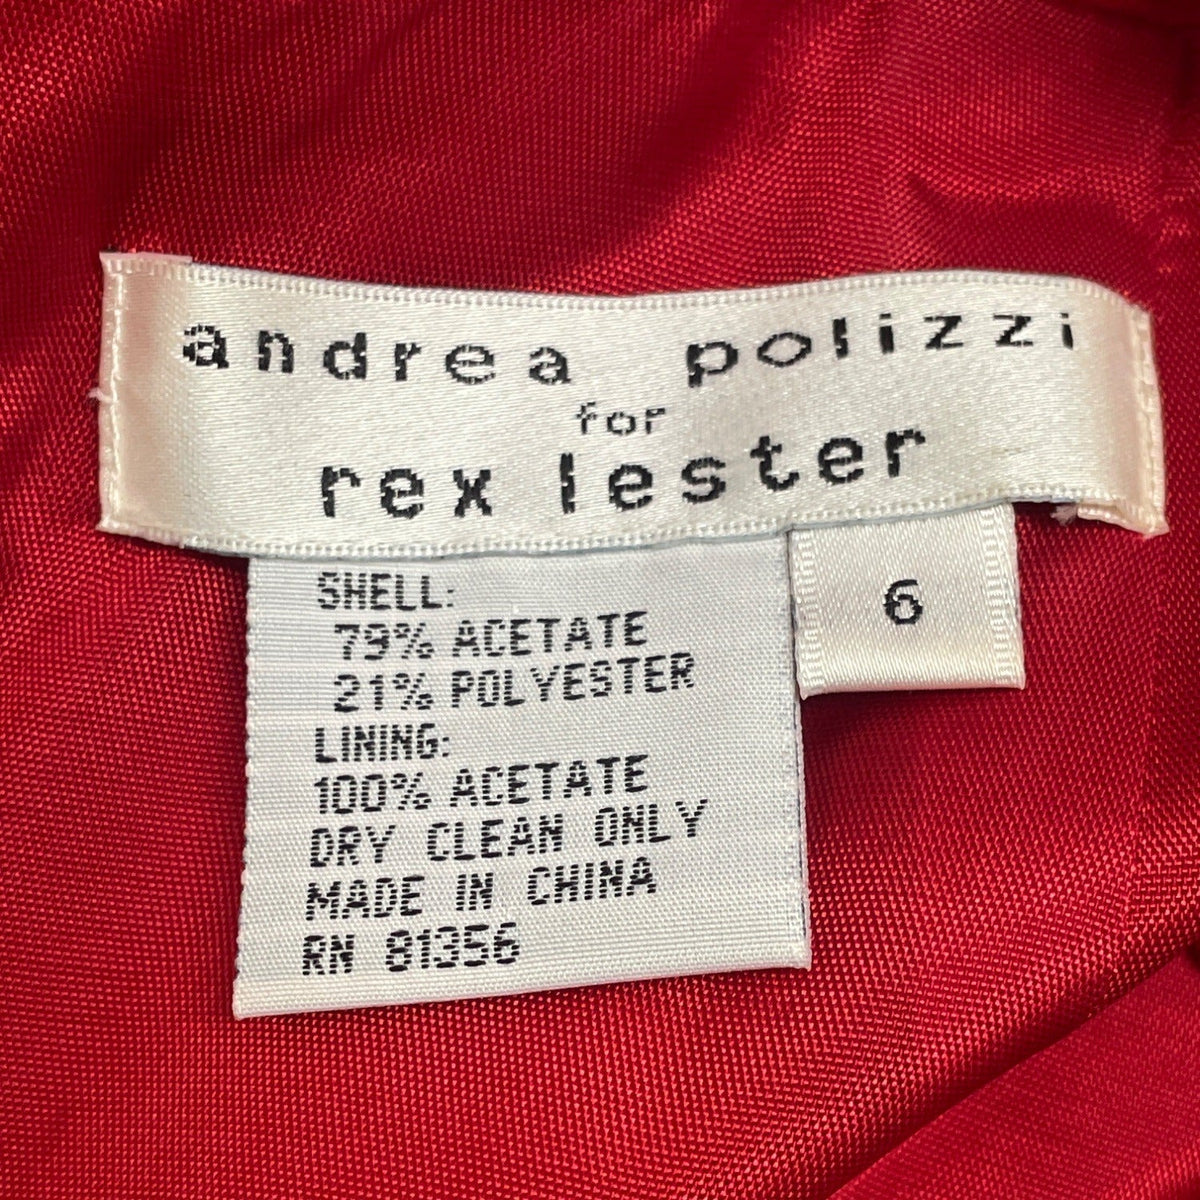 andrea polizzi
for
rex lester
6
SHELL:
79% ACETATE
21% POLYESTER
LINING:
100% ACETATE
DRY CLEAN ONLY
MADE IN CHINA
RN 81356